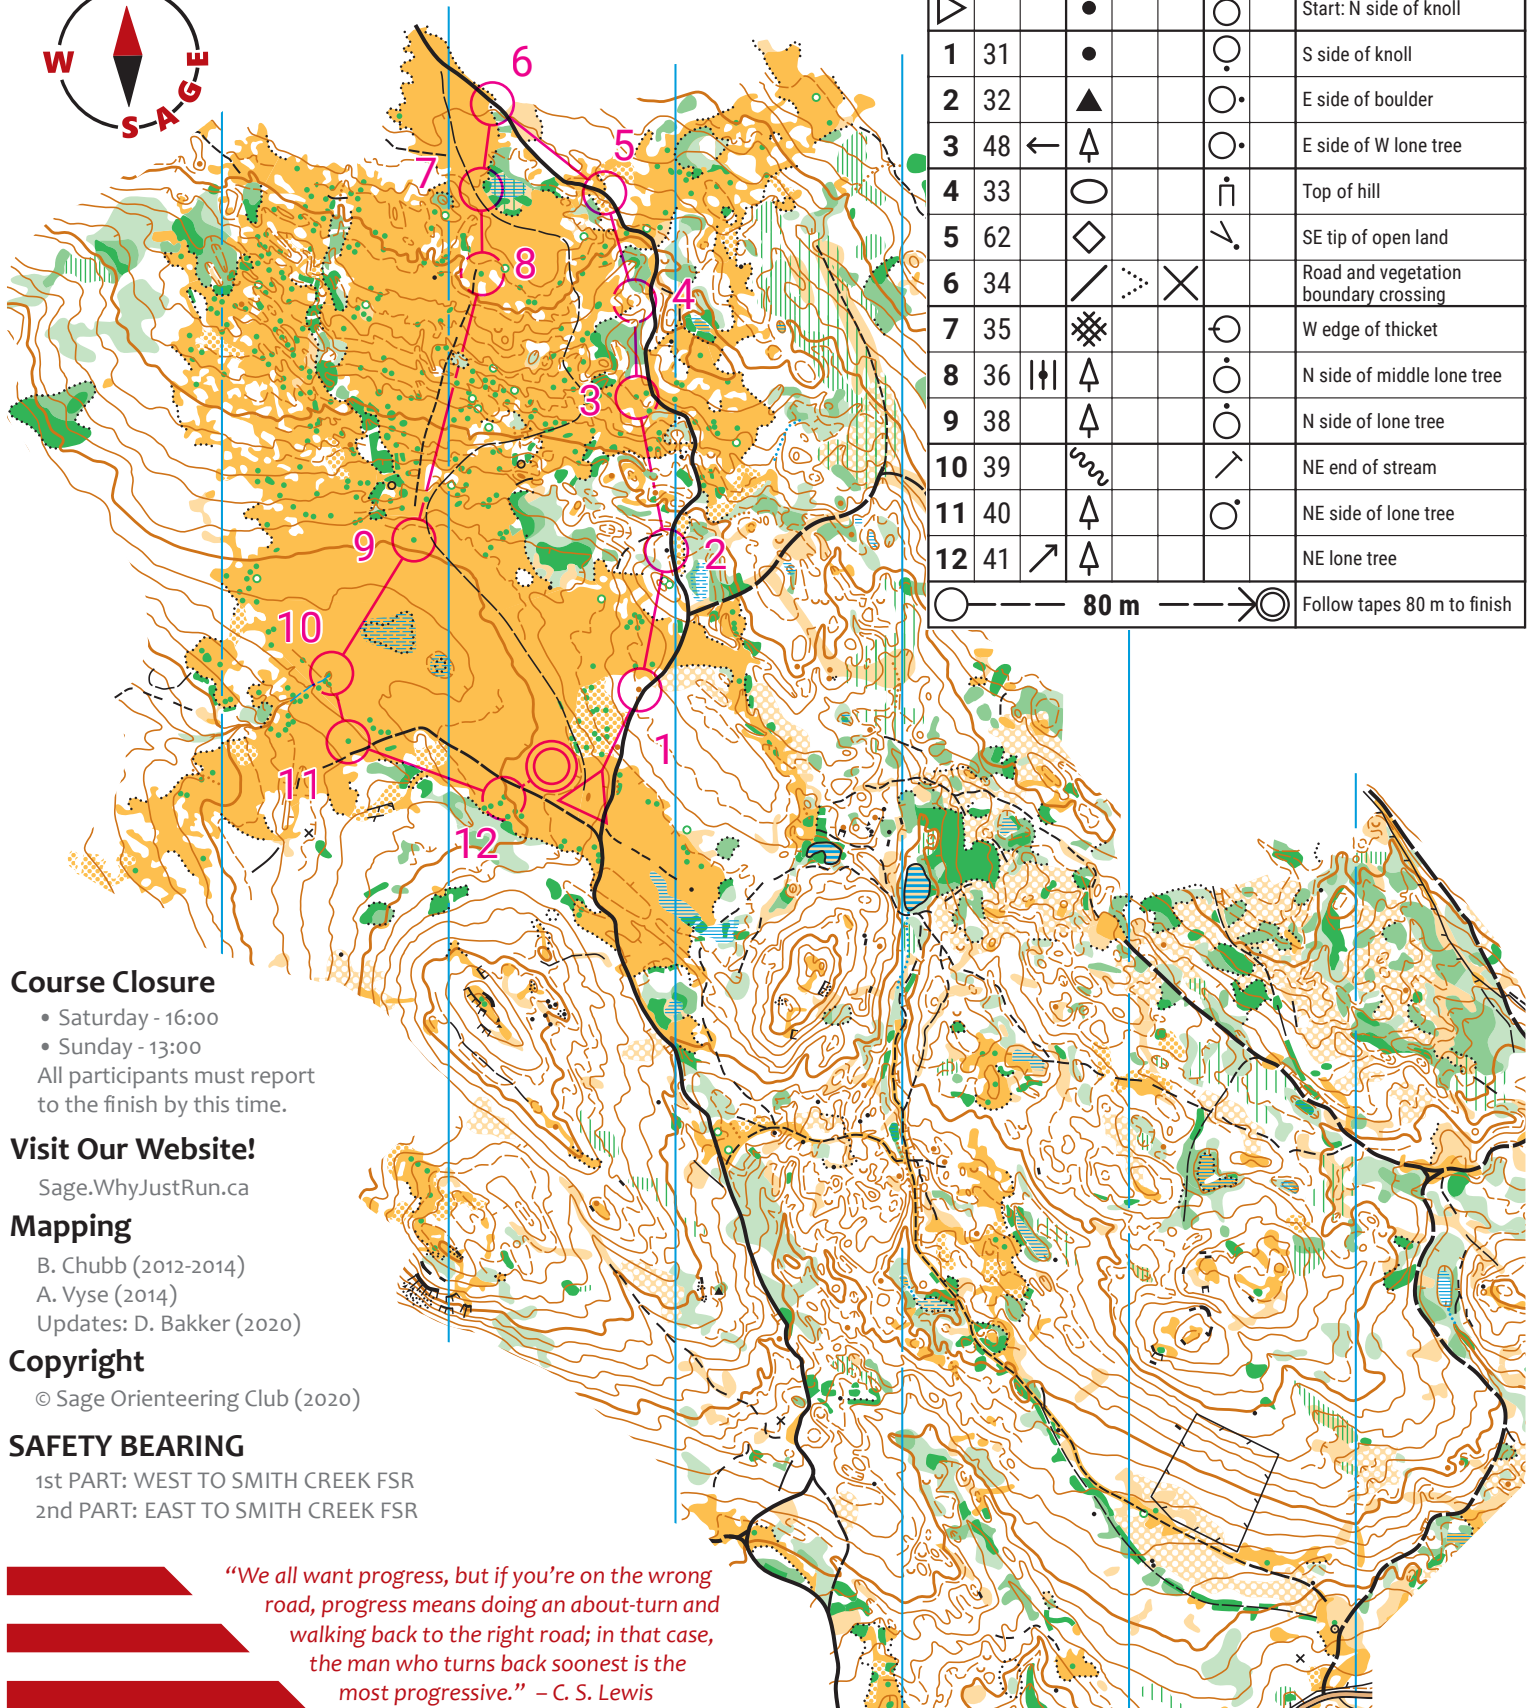 W
S
A
G
E
6
5
7
8
4
3
9
2
10
1
11
12
Start: N side of knoll
1 31 S side of knoll
2 32 E side of boulder
3 48 E side of W lone tree
4 33 Top of hill
5 62 SE tip of open land
6 34 Road and vegetation
boundary crossing
7 35 W edge of thicket
8 36 N side of middle lone tree
9 38 N side of lone tree
10 39 NE end of stream
11 40 NE side of lone tree
12 41 NE lone tree
80 m Follow tapes 80 m to finish
Course Closure
• Saturday - 16:00
• Sunday - 13:00
All participants must report
to the finish by this time.
Visit Our Website!
Sage.WhyJustRun.ca
Mapping
B. Chubb (2012-2014)
A. Vyse (2014)
Updates: D. Bakker (2020)
Copyright
© Sage Orienteering Club (2020)
SAFETY BEARING
1st PART: WEST TO SMITH CREEK FSR
2nd PART: EAST TO SMITH CREEK FSR
“We all want progress, but if you’re on the wrong
road, progress means doing an about-turn and
walking back to the right road; in that case,
the man who turns back soonest is the
most progressive.” – C. S. Lewis